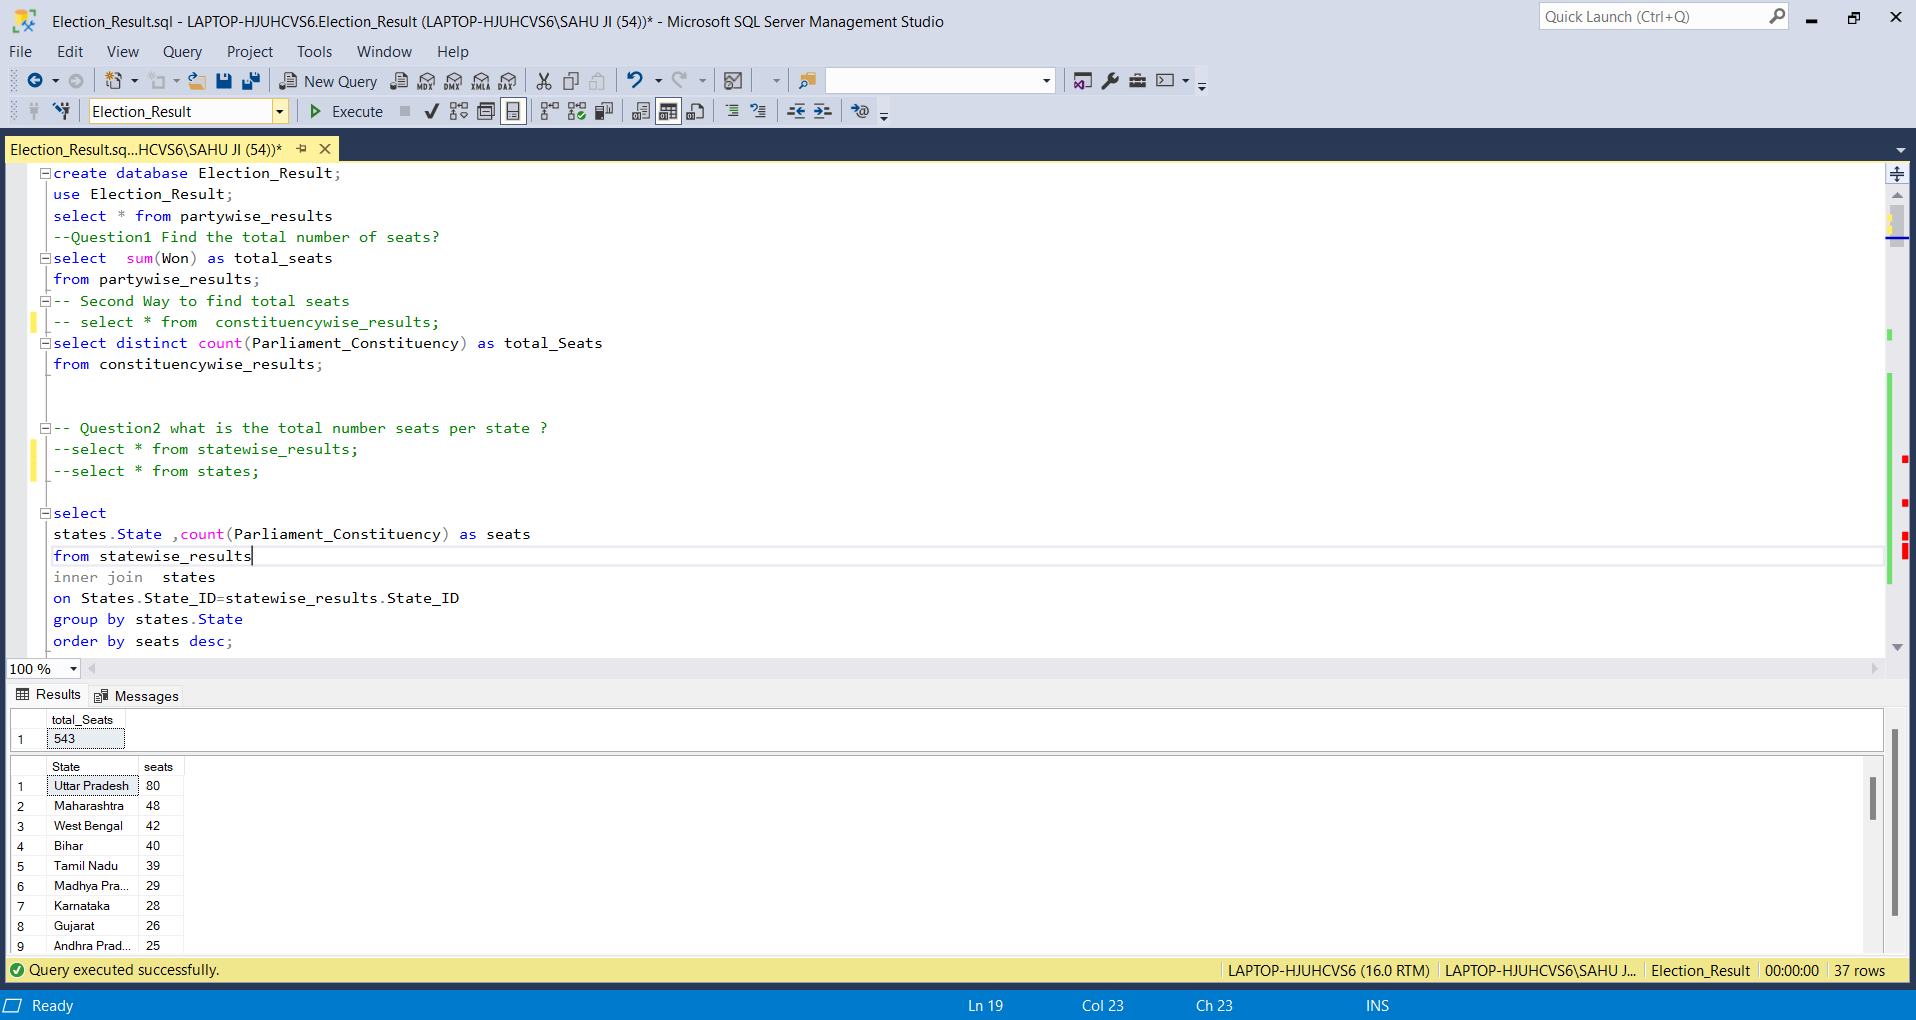 Election_Result.sql - LAPTOP-HJUHCVS6.Election_Result (LAPTOP-HJUHCVS6\SAHU JI (54))* - Microsoft SQL Server Management Studio
Quick Launch (Ctrl+Q)
File Edit View Query Project Tools Window Help
New Query MDX DMX XMLA DAX
Election_Result Execute
Election_Result.sq...HCVS6\SAHU JI (54))*
create database Election_Result;
use Election_Result;
select * from partywise_results
--Question1 Find the total number of seats?
select  sum(Won) as total_seats
from partywise_results;
-- Second Way to find total seats
-- select * from  constituencywise_results;
select distinct count(Parliament_Constituency) as total_Seats
from constituencywise_results;
-- Question2 what is the total number seats per state ?
--select * from statewise_results;
--select * from states;
select
states.State ,count(Parliament_Constituency) as seats
from statewise_results
inner join  states
on States.State_ID=statewise_results.State_ID
group by states.State
order by seats desc;
100 %
Results Messages
total_Seats
1 543
State seats
1 Uttar Pradesh 80
2 Maharashtra 48
3 West Bengal 42
4 Bihar 40
5 Tamil Nadu 39
6 Madhya Pra... 29
7 Karnataka 28
8 Gujarat 26
9 Andhra Prad... 25
Query executed successfully. LAPTOP-HJUHCVS6 (16.0 RTM) LAPTOP-HJUHCVS6\SAHU J... Election_Result 00:00:00 37 rows
Ready Ln 19 Col 23 Ch 23 INS